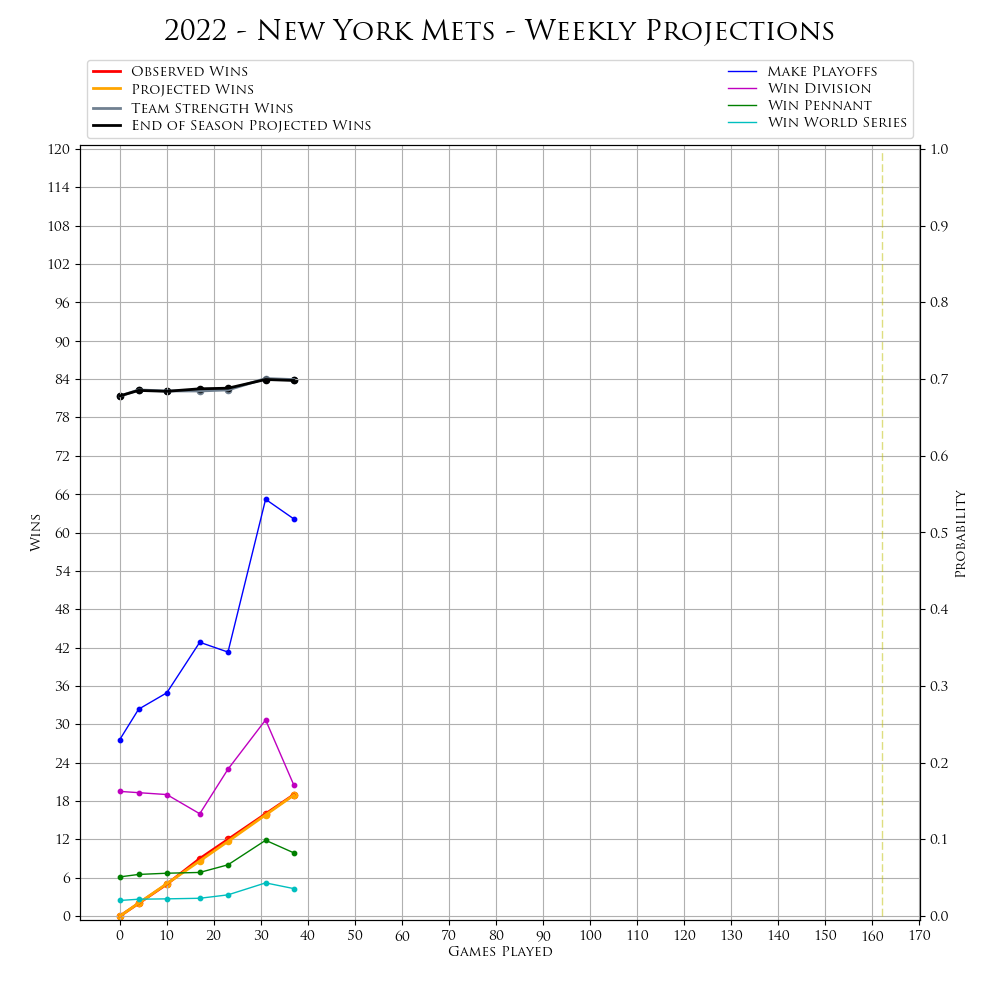 2022 - New York Mets - Weekly Projections
Observed Wins
Projected Wins
Team Strength Wins
End of Season Projected Wins
Make Playoffs
Win Division
Win Pennant
Win World Series
120
114
108
102
96
90
84
78
72
66
60
54
48
42
36
30
24
18
12
6
0
Wins
1.0
0.9
0.8
0.7
0.6
0.5
0.4
0.3
0.2
0.1
0.0
Probability
0 10 20 30 40 50 60 70 80 90 100 110 120 130 140 150 160 170
Games Played